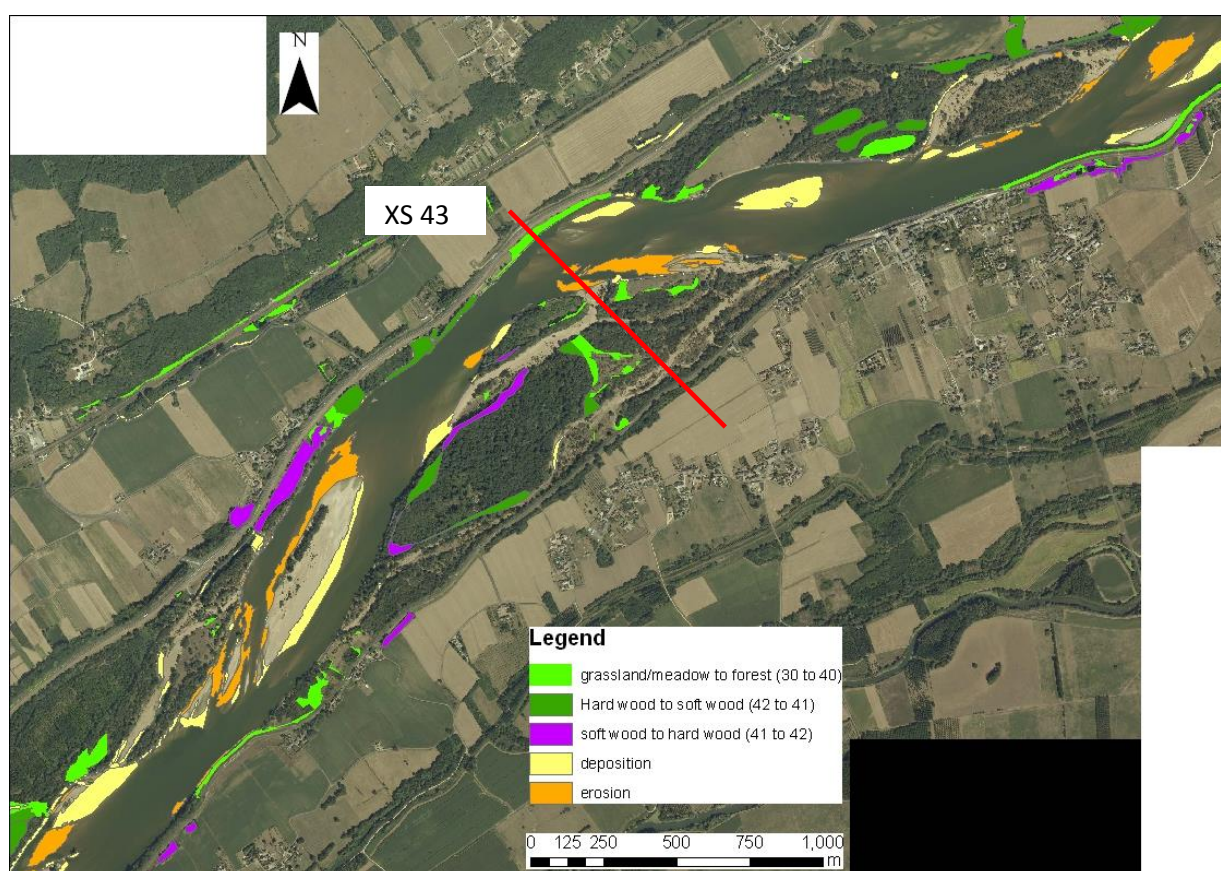 N
XS 43
Legend
grassland/meadow to forest (30 to 40)
Hard wood to soft wood (42 to 41)
soft wood to hard wood (41 to 42)
deposition
erosion
0 125 250 500 750 1,000
m